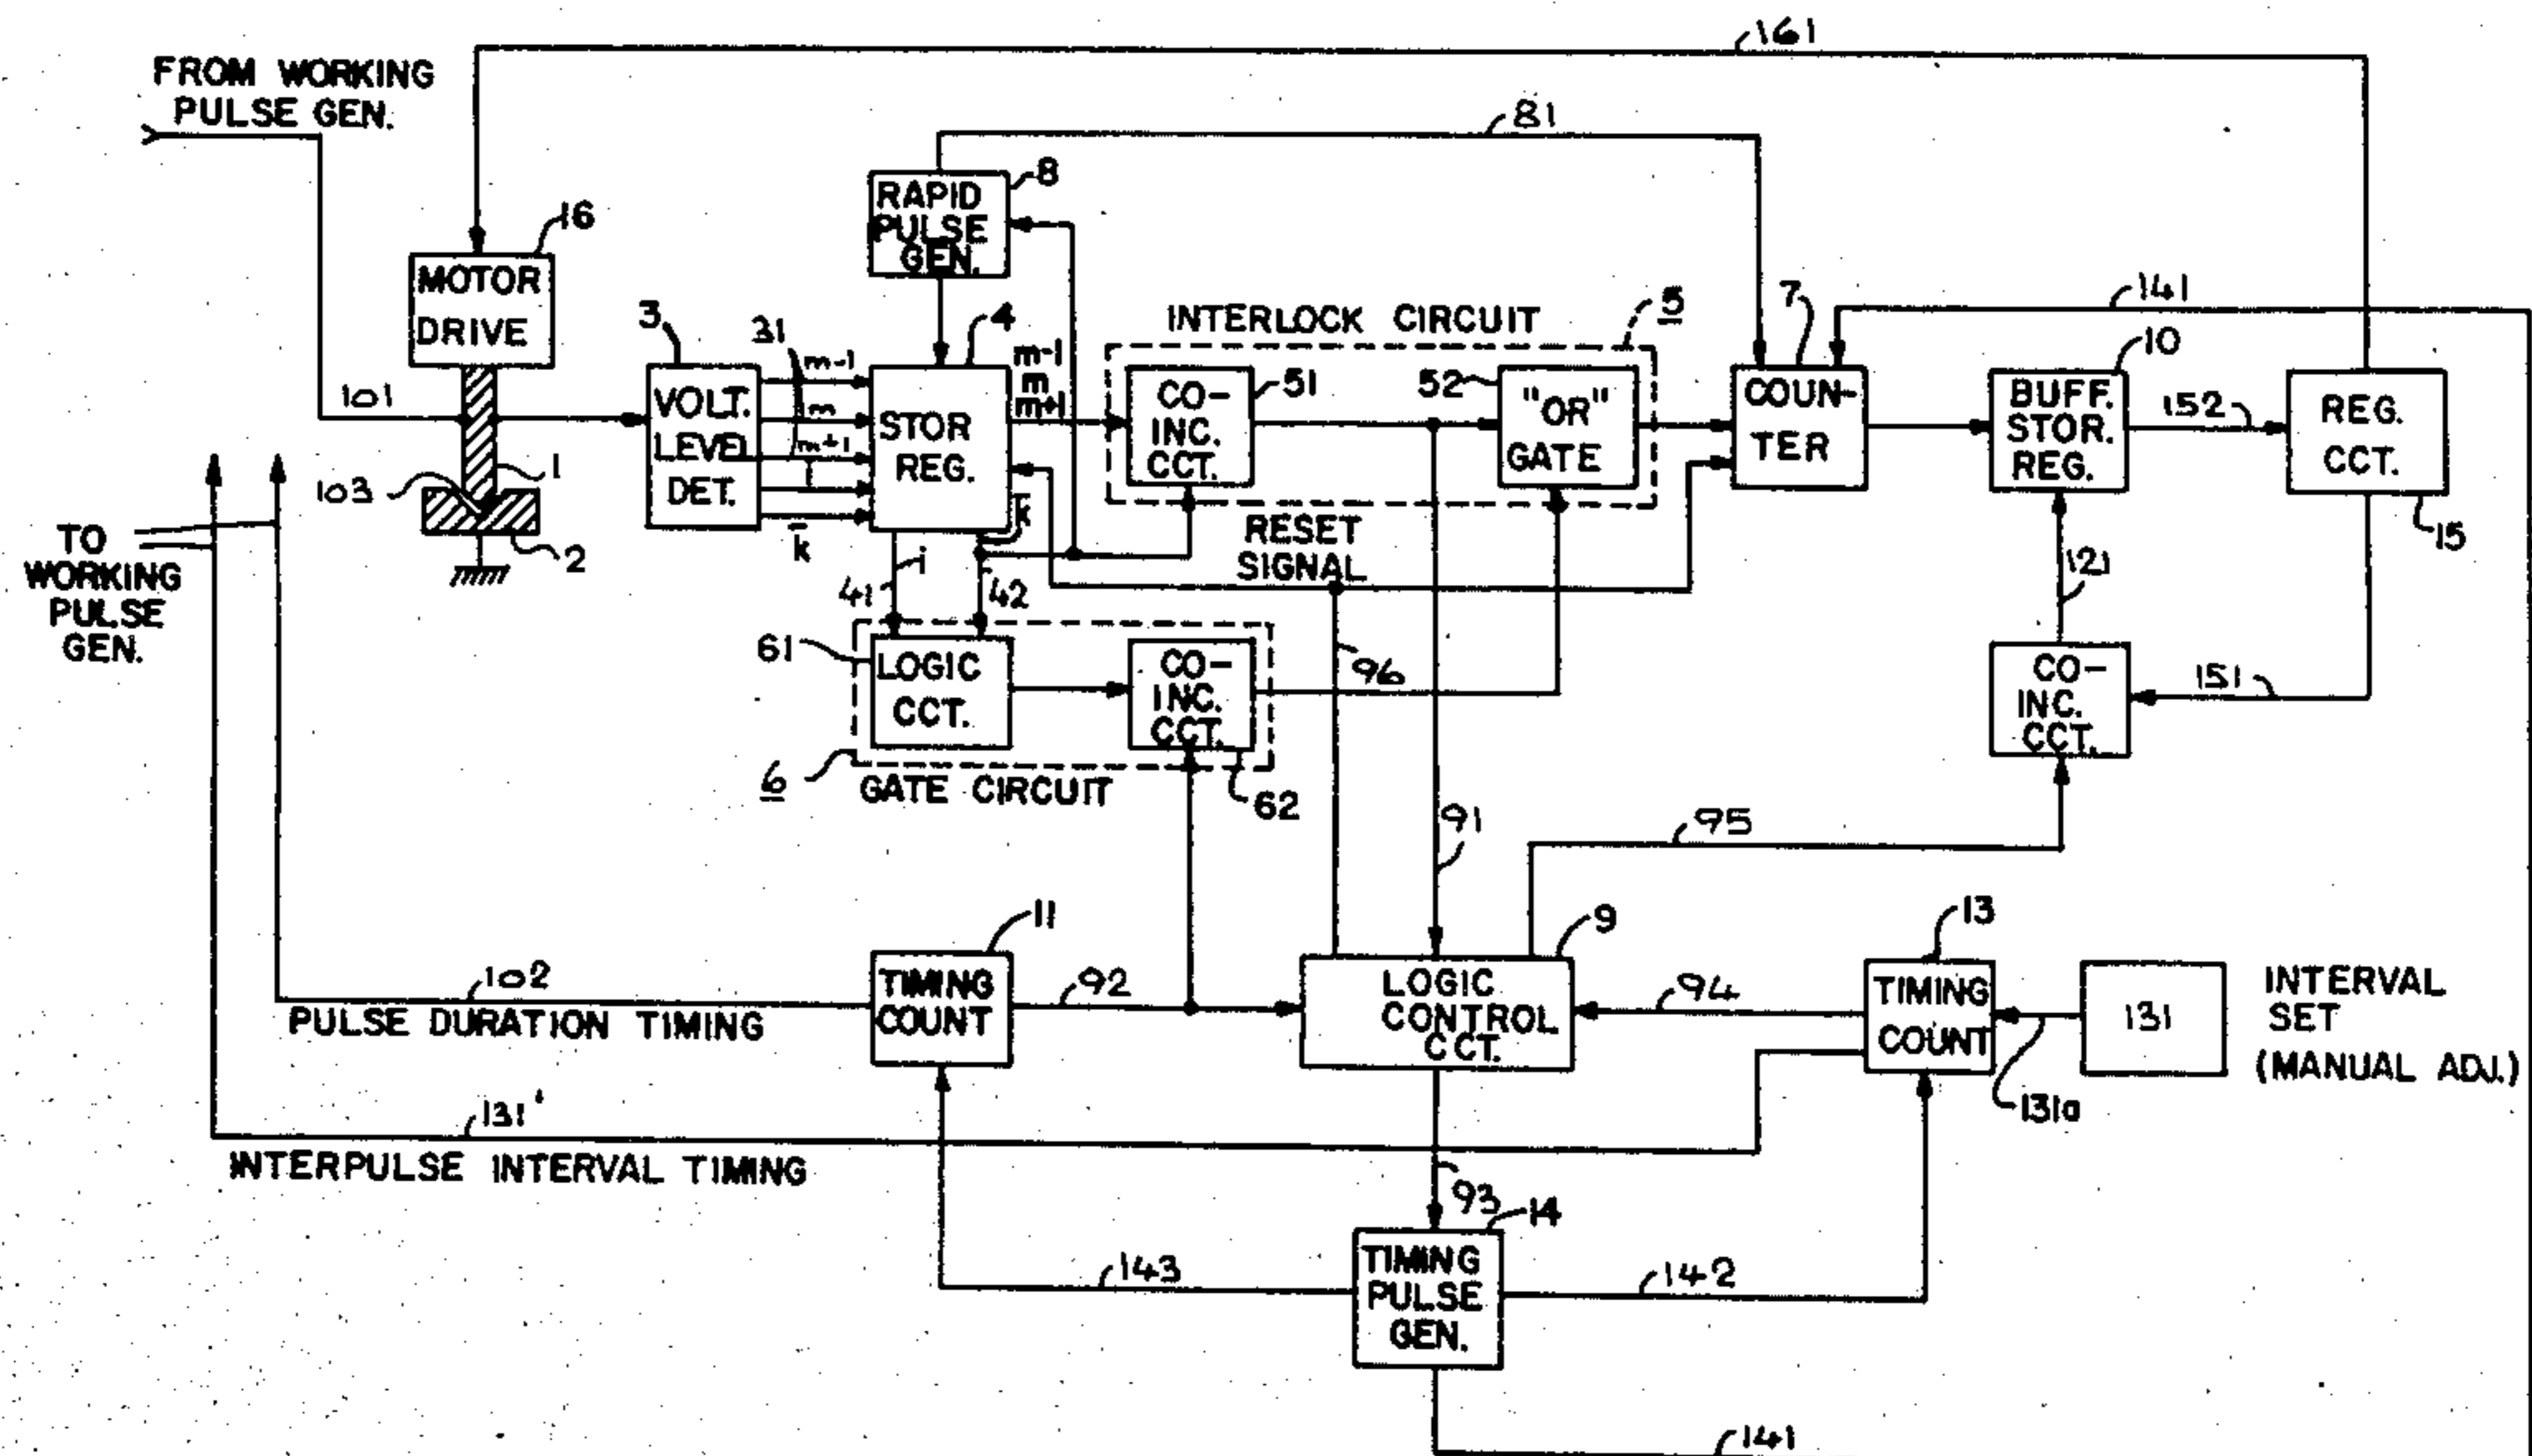 161
FROM WORKING
PULSE GEN.
81
RAPID
PULSE
GEN.
8
16
MOTOR
DRIVE
101
103
1
2
TO
WORKING
PULSE
GEN.
3
VOLT.
LEVEL
DET.
31
m-1
m
m+1
i
k̄
4
STOR
REG.
m-1
m
m+1
k̄
i
41
42
INTERLOCK CIRCUIT
5
CO-
INC.
CCT.
51
52
"OR"
GATE
RESET
SIGNAL
7
COUN-
TER
141
10
BUFF.
STOR.
REG.
152
REG.
CCT.
15
121
CO-
INC.
CCT.
151
61
LOGIC
CCT.
CO-
INC.
CCT.
62
6
GATE CIRCUIT
96
91
95
11
TIMING
COUNT
102
PULSE DURATION TIMING
92
9
LOGIC
CONTROL
CCT.
94
13
TIMING
COUNT
131
131a
INTERVAL
SET
(MANUAL ADJ.)
131'
INTERPULSE INTERVAL TIMING
93
14
TIMING
PULSE
GEN.
143
142
141